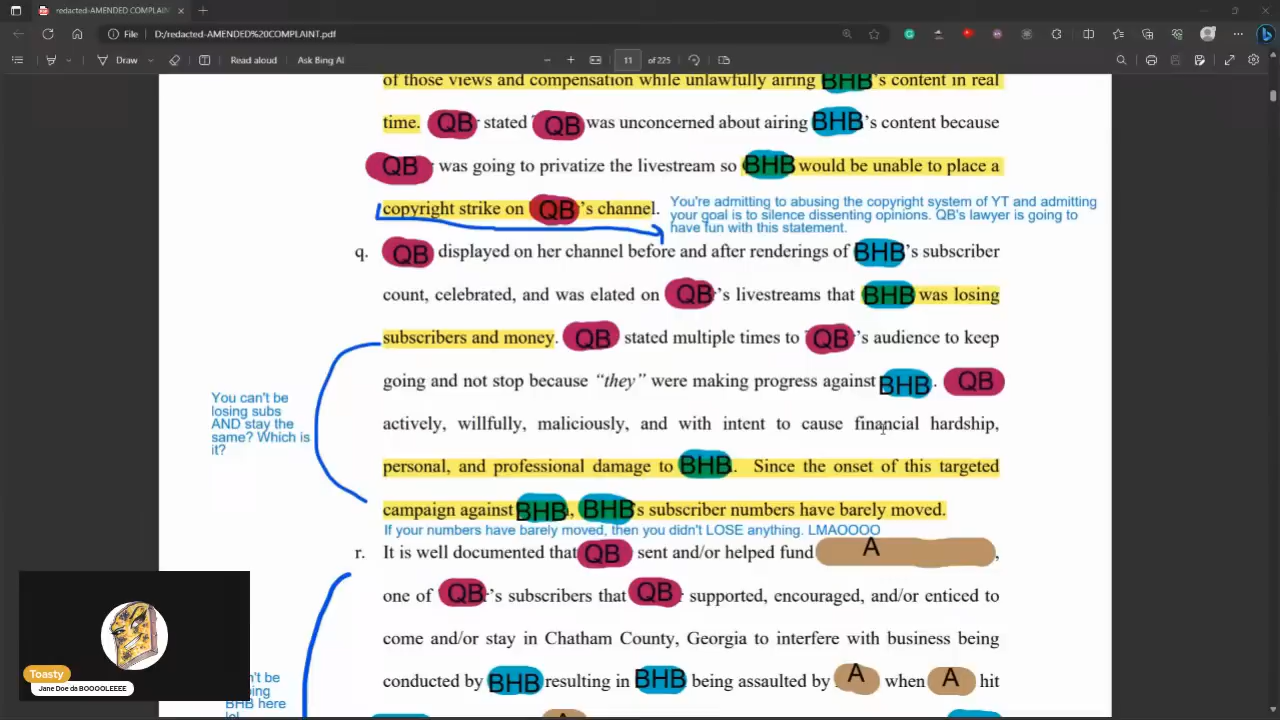 redacted-AMENDED COMPLAIN
File
D:/redacted-AMENDED%20COMPLAINT.pdf
Draw
Read aloud
Ask Bing AI
11
of 225
of those views and compensation while unlawfully airing BHB's content in real
time. QB stated QB was unconcerned about airing BHB's content because
QB was going to privatize the livestream so BHB would be unable to place a
copyright strike on QB's channel.
You're admitting to abusing the copyright system of YT and admitting
your goal is to silence dissenting opinions. QB's lawyer is going to
have fun with this statement.
q. QB displayed on her channel before and after renderings of BHB's subscriber
count, celebrated, and was elated on QB's livestreams that BHB was losing
subscribers and money. QB stated multiple times to QB's audience to keep
going and not stop because "they" were making progress against BHB. QB
actively, willfully, maliciously, and with intent to cause financial hardship,
personal, and professional damage to BHB. Since the onset of this targeted
campaign against BHB, BHB's subscriber numbers have barely moved.
You can't be
losing subs
AND stay the
same? Which is
it?
If your numbers have barely moved, then you didn't LOSE anything. LMAOOOO
r. It is well documented that QB sent and/or helped fund A,
one of QB's subscribers that QB supported, encouraged, and/or enticed to
come and/or stay in Chatham County, Georgia to interfere with business being
conducted by BHB resulting in BHB being assaulted by A when A hit
BHB here
Toasty
Jane Doe da BOOOOLEEEE